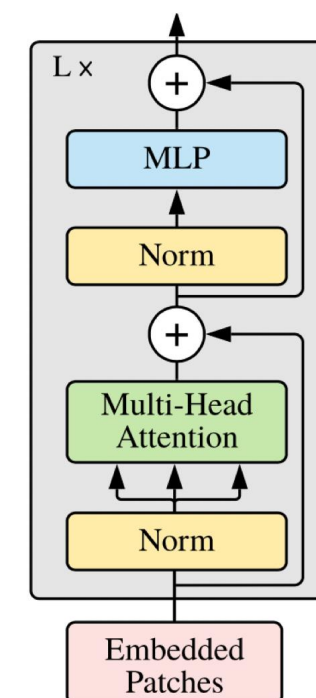 L ×
+
MLP
Norm
+
Multi-Head
Attention
Norm
Embedded
Patches